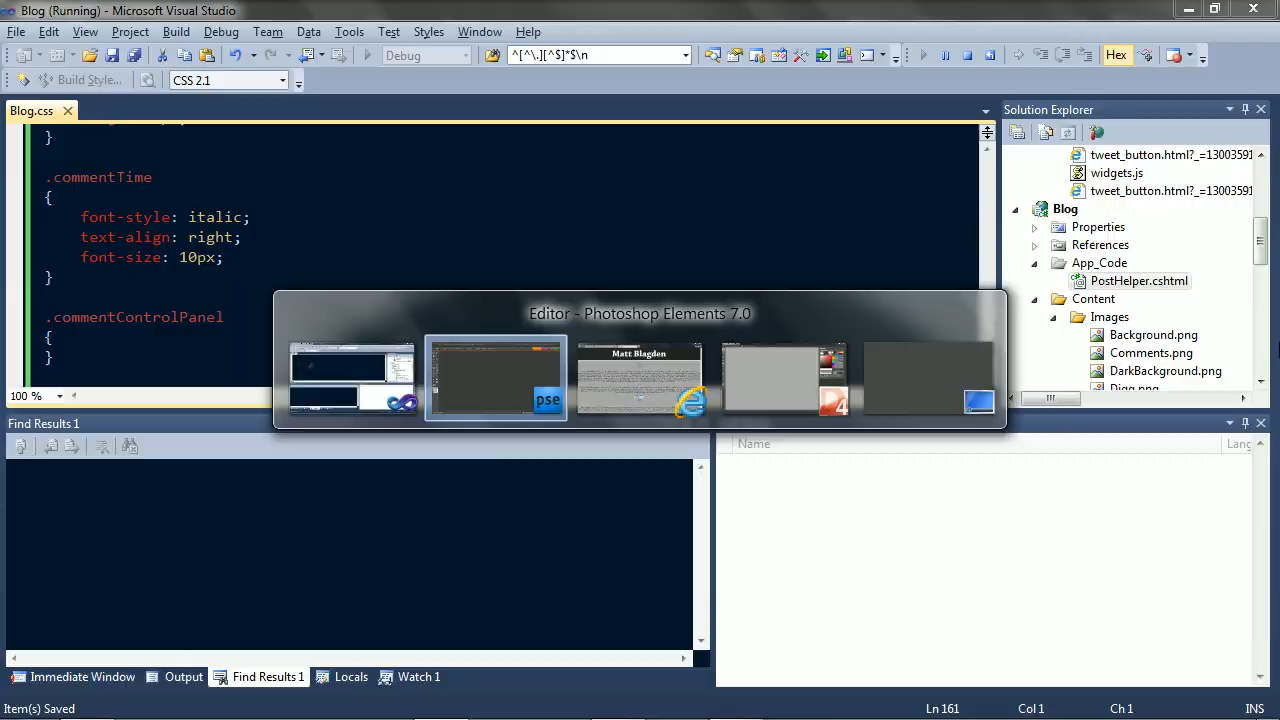 Blog (Running) - Microsoft Visual Studio
File Edit View Project Build Debug Team Data Tools Test Styles Window Help
Debug ^[^\.][^$]*$\n Hex
Build Style... CSS 2.1
Blog.css
}
.commentTime
{
font-style: italic;
text-align: right;
font-size: 10px;
}
.commentControlPanel
{
}
100 %
Solution Explorer
tweet_button.html?_=13003591
widgets.js
tweet_button.html?_=13003591
Blog
Properties
References
App_Code
PostHelper.cshtml
Content
Images
Background.png
Comments.png
DarkBackground.png
Editor - Photoshop Elements 7.0
pse
Matt Blagden
4
Find Results 1
Name Lang
Immediate Window Output Find Results 1 Locals Watch 1
Item(s) Saved Ln 161 Col 1 Ch 1 INS